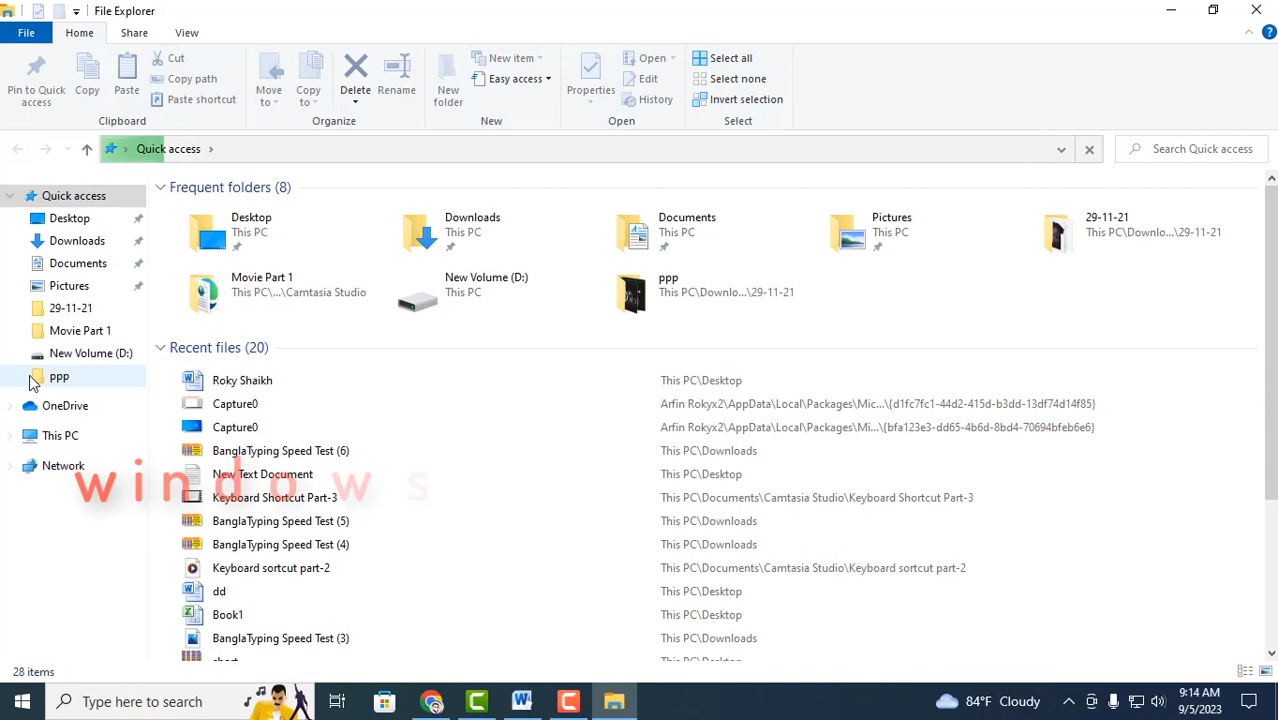 File Explorer
File Home Share View
Pin to Quick access
Copy
Paste
Cut
Copy path
Paste shortcut
Clipboard
Move to
Copy to
Delete
Rename
Organize
New folder
New item
Easy access
New
Properties
Open
Edit
History
Open
Select all
Select none
Invert selection
Select
Quick access
Search Quick access
Quick access
Desktop
Downloads
Documents
Pictures
29-11-21
Movie Part 1
New Volume (D:)
ppp
OneDrive
This PC
Network
Frequent folders (8)
Desktop
This PC
Downloads
This PC
Documents
This PC
Pictures
This PC
29-11-21
This PC\Downlo...\29-11-21
Movie Part 1
This PC\...\Camtasia Studio
New Volume (D:)
This PC
ppp
This PC\Downlo...\29-11-21
Recent files (20)
Roky Shaikh This PC\Desktop
Capture0 Arfin Rokyx2\AppData\Local\Packages\Mic...\{d1fc7fc1-44d2-415d-b3dd-13df74d14f85}
Capture0 Arfin Rokyx2\AppData\Local\Packages\Mic...\{bfa123e3-dd65-4b6d-8bd4-70694bfeb6e6}
BanglaTyping Speed Test (6) This PC\Downloads
New Text Document This PC\Desktop
Keyboard Shortcut Part-3 This PC\Documents\Camtasia Studio\Keyboard Shortcut Part-3
BanglaTyping Speed Test (5) This PC\Downloads
BanglaTyping Speed Test (4) This PC\Downloads
Keyboard sortcut part-2 This PC\Documents\Camtasia Studio\Keyboard sortcut part-2
dd This PC\Desktop
Book1 This PC\Desktop
BanglaTyping Speed Test (3) This PC\Downloads
windows
28 items
Type here to search
84°F Cloudy
9:14 AM
9/5/2023